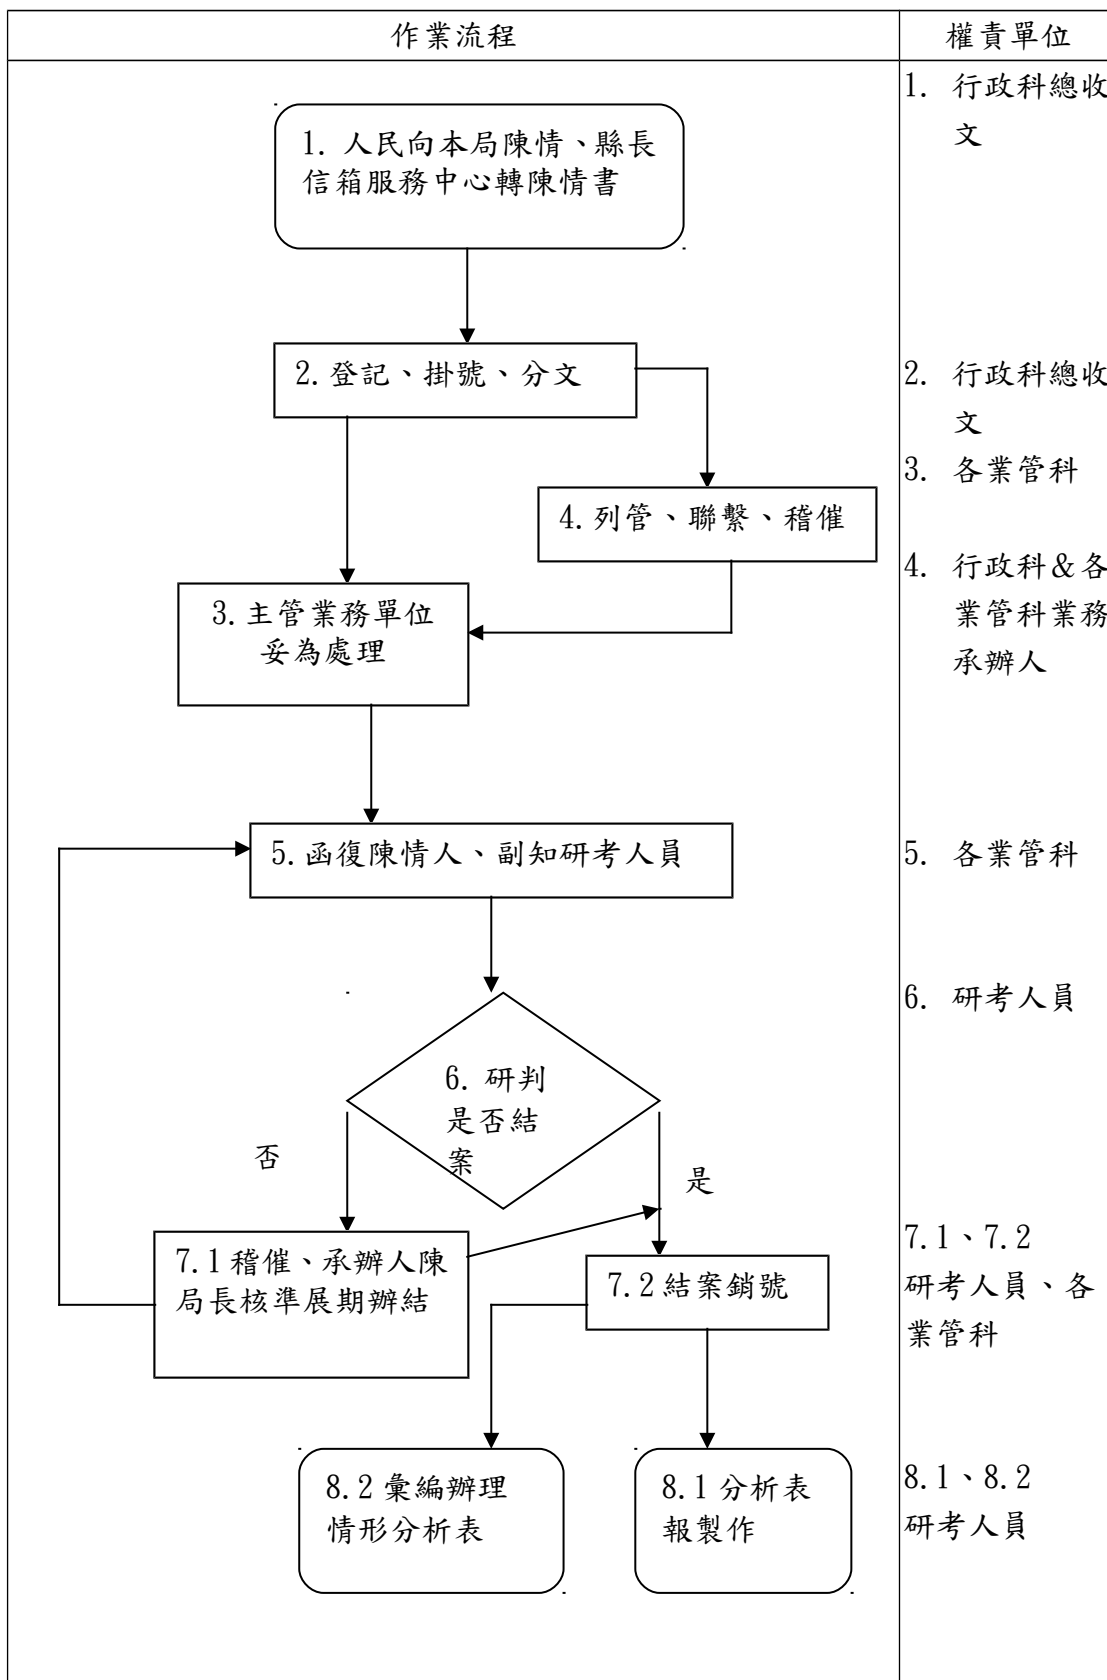 作業流程
權責單位
1. 行政科總收
文
1. 人民向本局陳情、縣長
信箱服務中心轉陳情書
2.登記、掛號、分文
2. 行政科總收
文
3. 各業管科
4.列管、聯繫、稽催
4. 行政科&各
業管科業務
承辦人
3.主管業務單位
妥為處理
5.函復陳情人、副知研考人員
5. 各業管科
6. 研考人員
6. 研判
是否結
案
否
是
7.1稽催、承辦人陳
局長核準展期辦結
7.2結案銷號
7.1、7.2
研考人員、各
業管科
8.2彙編辦理
情形分析表
8.1分析表
報製作
8.1、8.2
研考人員